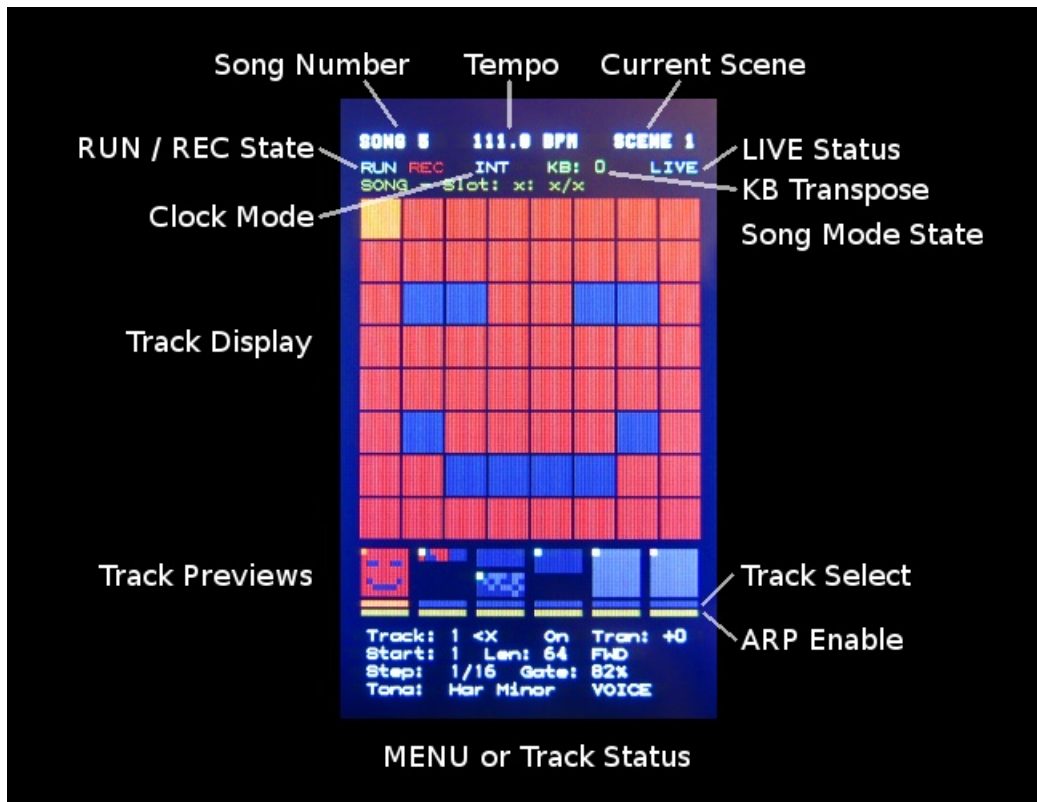 Song Number Tempo Current Scene
SONG 5 111.0 BPM SCENE 1
RUN / REC State
RUN REC INT KB: 0 LIVE
LIVE Status
SONG - Slot: x: x/x
KB Transpose
Clock Mode
Song Mode State
Track Display
Track Previews
Track Select
ARP Enable
Track: 1 <X On Tran: +0
Start: 1 Len: 64 FWD
Step: 1/16 Gate: 82%
Tona: Har Minor VOICE
MENU or Track Status